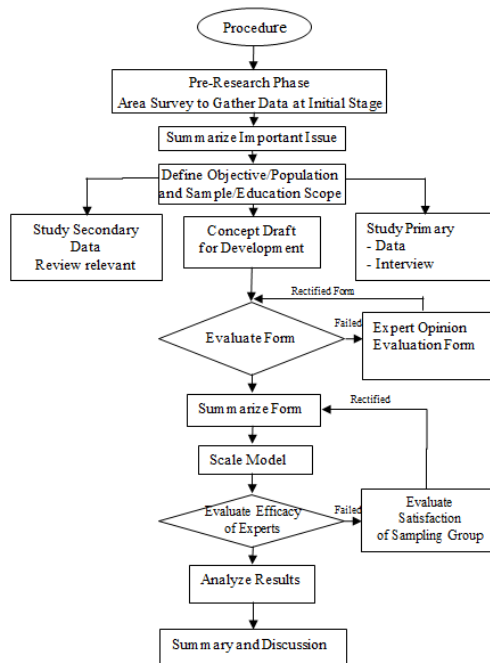 Procedure
Pre-Research Phase
Area Survey to Gather Data at Initial Stage
Summarize Important Issue
Define Objective/Population
and Sample/Education Scope
Study Secondary
Data
Review relevant
Concept Draft
for Development
Study Primary
- Data
- Interview
Rectified Form
Evaluate Form
Failed
Expert Opinion
Evaluation Form
Summarize Form
Rectified
Scale Model
Evaluate Efficacy
of Experts
Failed
Evaluate
Satisfaction
of Sampling Group
Analyze Results
Summary and Discussion